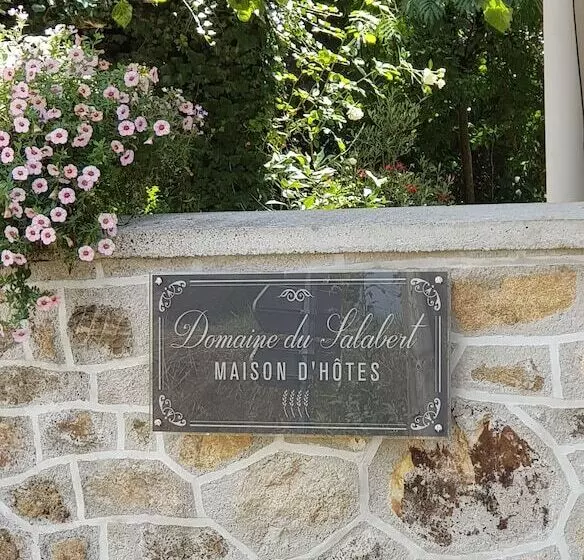 Domaine du Salabert
MAISON D'HÔTES